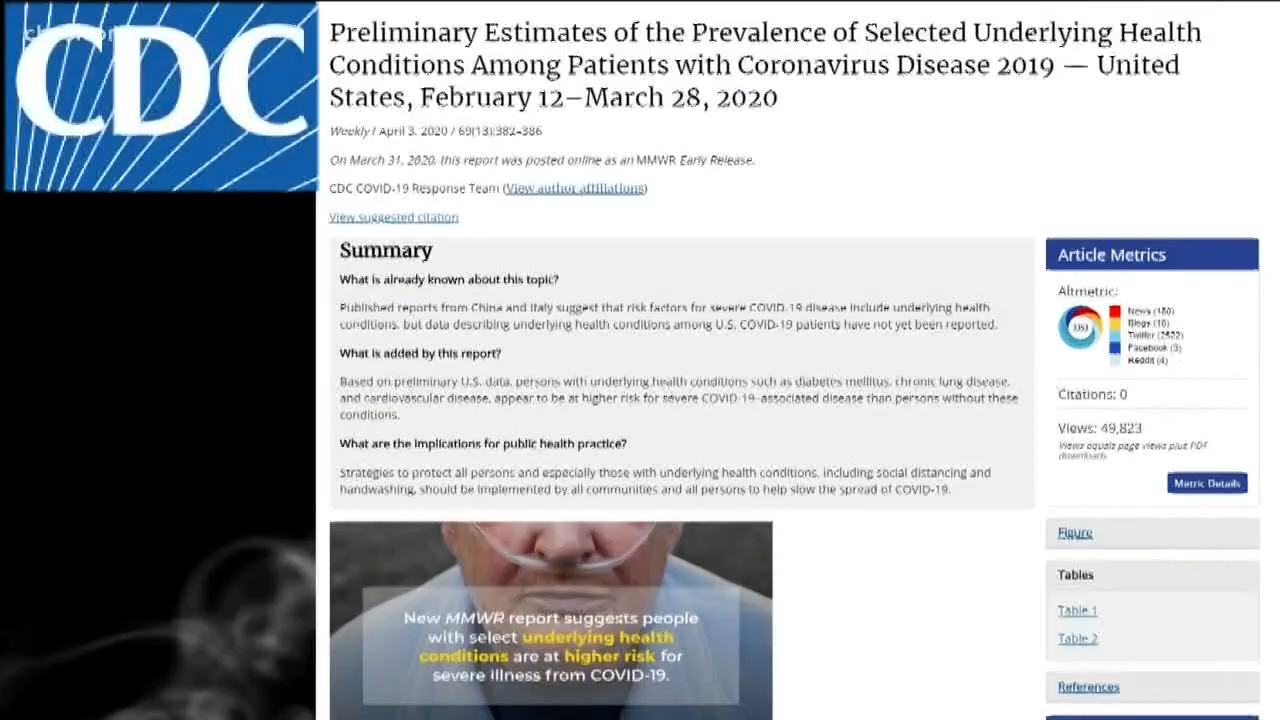 CDC
Preliminary Estimates of the Prevalence of Selected Underlying Health
Conditions Among Patients with Coronavirus Disease 2019 — United
States, February 12–March 28, 2020
Weekly / April 3, 2020 / 69(13);382–386
On March 31, 2020, this report was posted online as an MMWR Early Release.
CDC COVID-19 Response Team (View author affiliations)
View suggested citation
Summary
What is already known about this topic?
Published reports from China and Italy suggest that risk factors for severe COVID-19 disease include underlying health
conditions, but data describing underlying health conditions among U.S. COVID-19 patients have not yet been reported.
What is added by this report?
Based on preliminary U.S. data, persons with underlying health conditions such as diabetes mellitus, chronic lung disease,
and cardiovascular disease, appear to be at higher risk for severe COVID-19–associated disease than persons without these
conditions.
What are the implications for public health practice?
Strategies to protect all persons and especially those with underlying health conditions, including social distancing and
handwashing, should be implemented by all communities and all persons to help slow the spread of COVID-19.
New MMWR report suggests people
with select underlying health
conditions are at higher risk for
severe illness from COVID-19.
Article Metrics
Altmetric:
News (180)
Blogs (18)
Twitter
Facebook (3)
Reddit (4)
Citations: 0
Views: 49,823
Views equals page views plus PDF
downloads
Metric Details
Figure
Tables
Table 1
Table 2
References